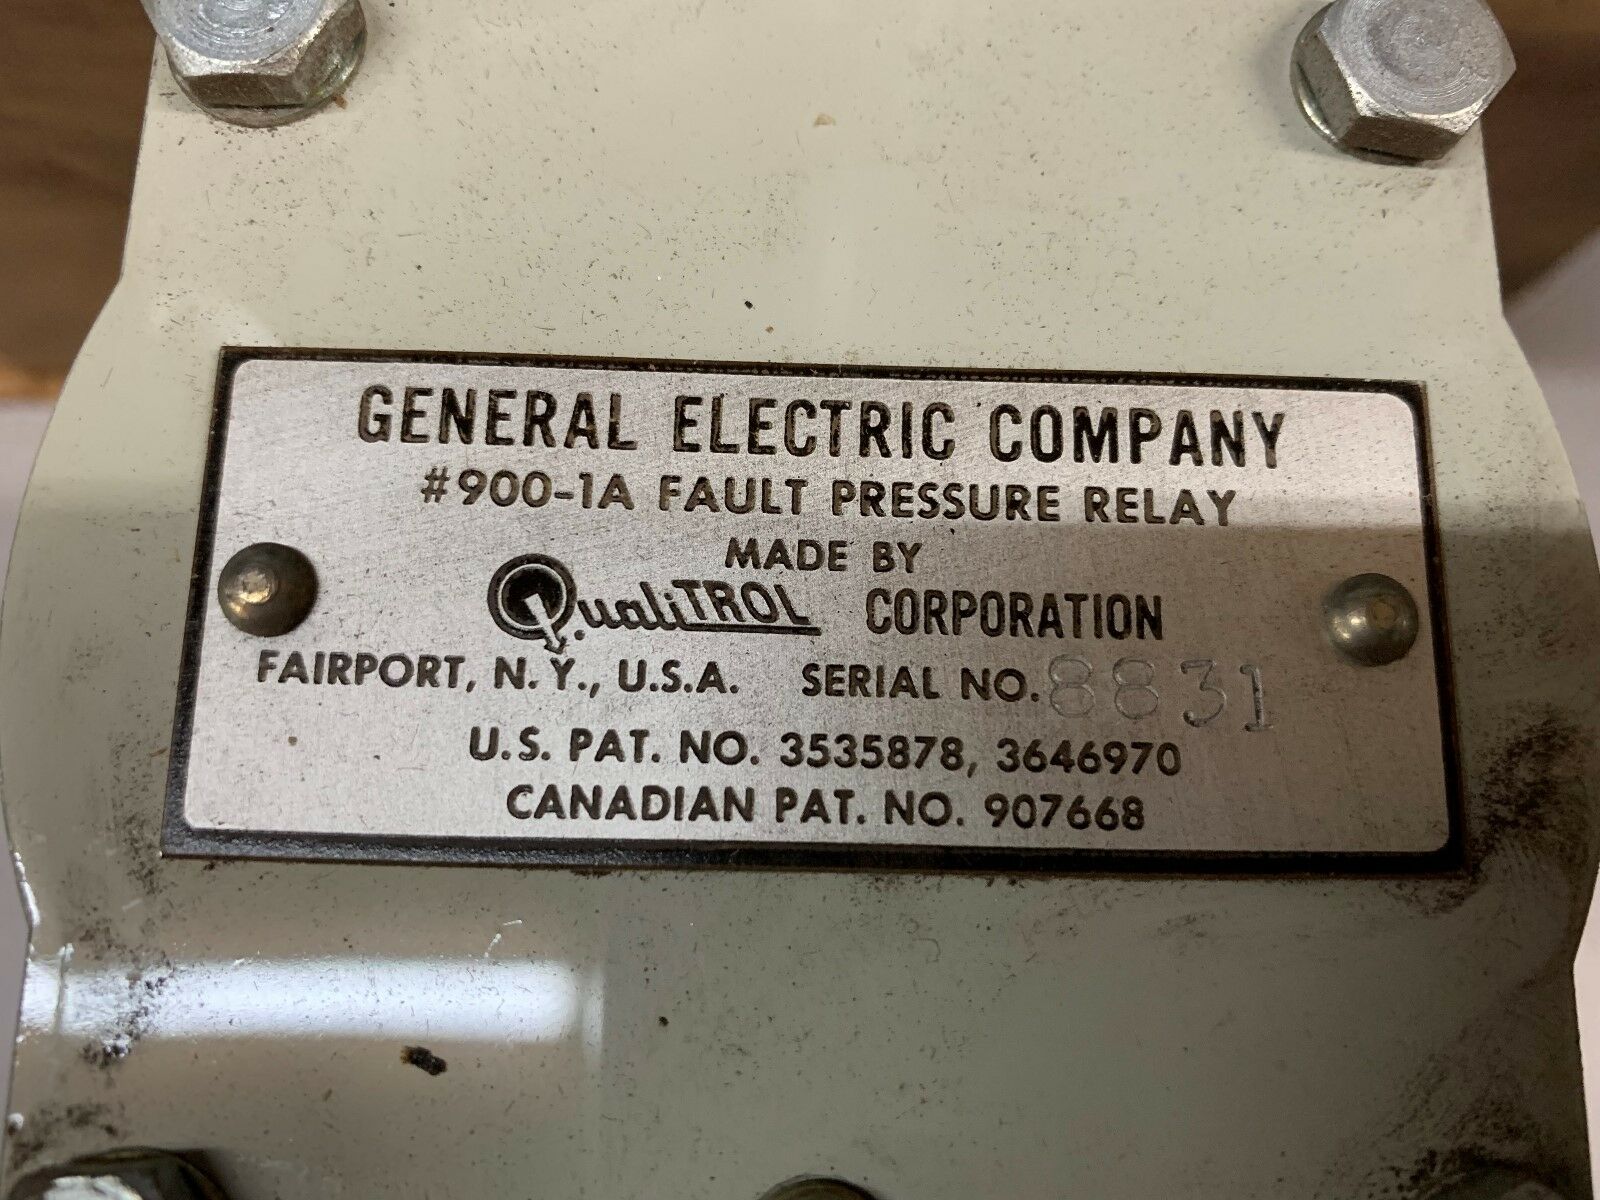 GENERAL ELECTRIC COMPANY
#900-1A FAULT PRESSURE RELAY
MADE BY
QualiTROL CORPORATION
FAIRPORT, N.Y., U.S.A. SERIAL NO. 8831
U.S. PAT. NO. 3535878, 3646970
CANADIAN PAT. NO. 907668